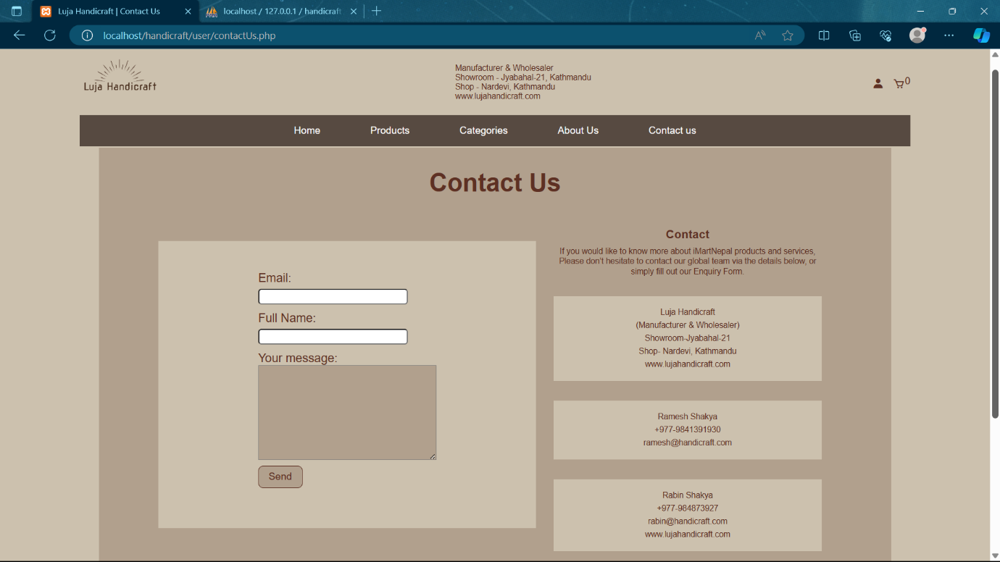 Luja Handicraft | Contact Us
localhost / 127.0.0.1 / handicraft
localhost/handicraft/user/contactUs.php
Luja Handicraft
Manufacturer & Wholesaler
Showroom - Jyabahal-21, Kathmandu
Shop - Nardevi, Kathmandu
www.lujahandicraft.com
0
Home Products Categories About Us Contact us
Contact Us
Email:
Full Name:
Your message:
Send
Contact
If you would like to know more about iMartNepal products and services,
Please don't hesitate to contact our global team via the details below, or
simply fill out our Enquiry Form.
Luja Handicraft
(Manufacturer & Wholesaler)
Showroom-Jyabahal-21
Shop- Nardevi, Kathmandu
www.lujahandicraft.com
Ramesh Shakya
+977-9841391930
ramesh@handicraft.com
Rabin Shakya
+977-984873927
rabin@handicraft.com
www.lujahandicraft.com